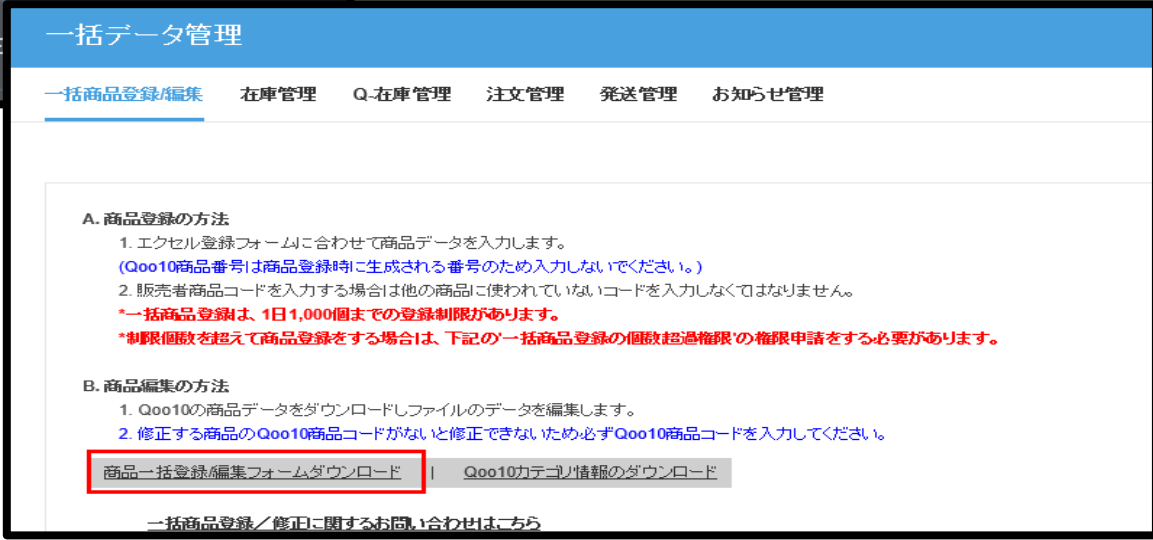 一括データ管理
一括商品登録/編集 在庫管理 Q-在庫管理 注文管理 発送管理 お知らせ管理
A. 商品登録の方法
1. エクセル登録フォームに合わせて商品データを入力します。
(Qoo10商品番号は商品登録時に生成される番号のため入力しないでください。)
2. 販売者商品コードを入力する場合は他の商品に使われていないコードを入力しなくてはなりません。
*一括商品登録は、1日1,000個までの登録制限があります。
*制限個数を超えて商品登録をする場合は、下記の'一括商品登録の個数超過権限'の権限申請をする必要があります。
B. 商品編集の方法
1. Qoo10の商品データをダウンロードしファイルのデータを編集します。
2. 修正する商品のQoo10商品コードがないと修正できないため必ずQoo10商品コードを入力してください。
商品一括登録/編集フォームダウンロード | Qoo10カテゴリ情報のダウンロード
一括商品登録／修正に関するお問い合わせはこちら